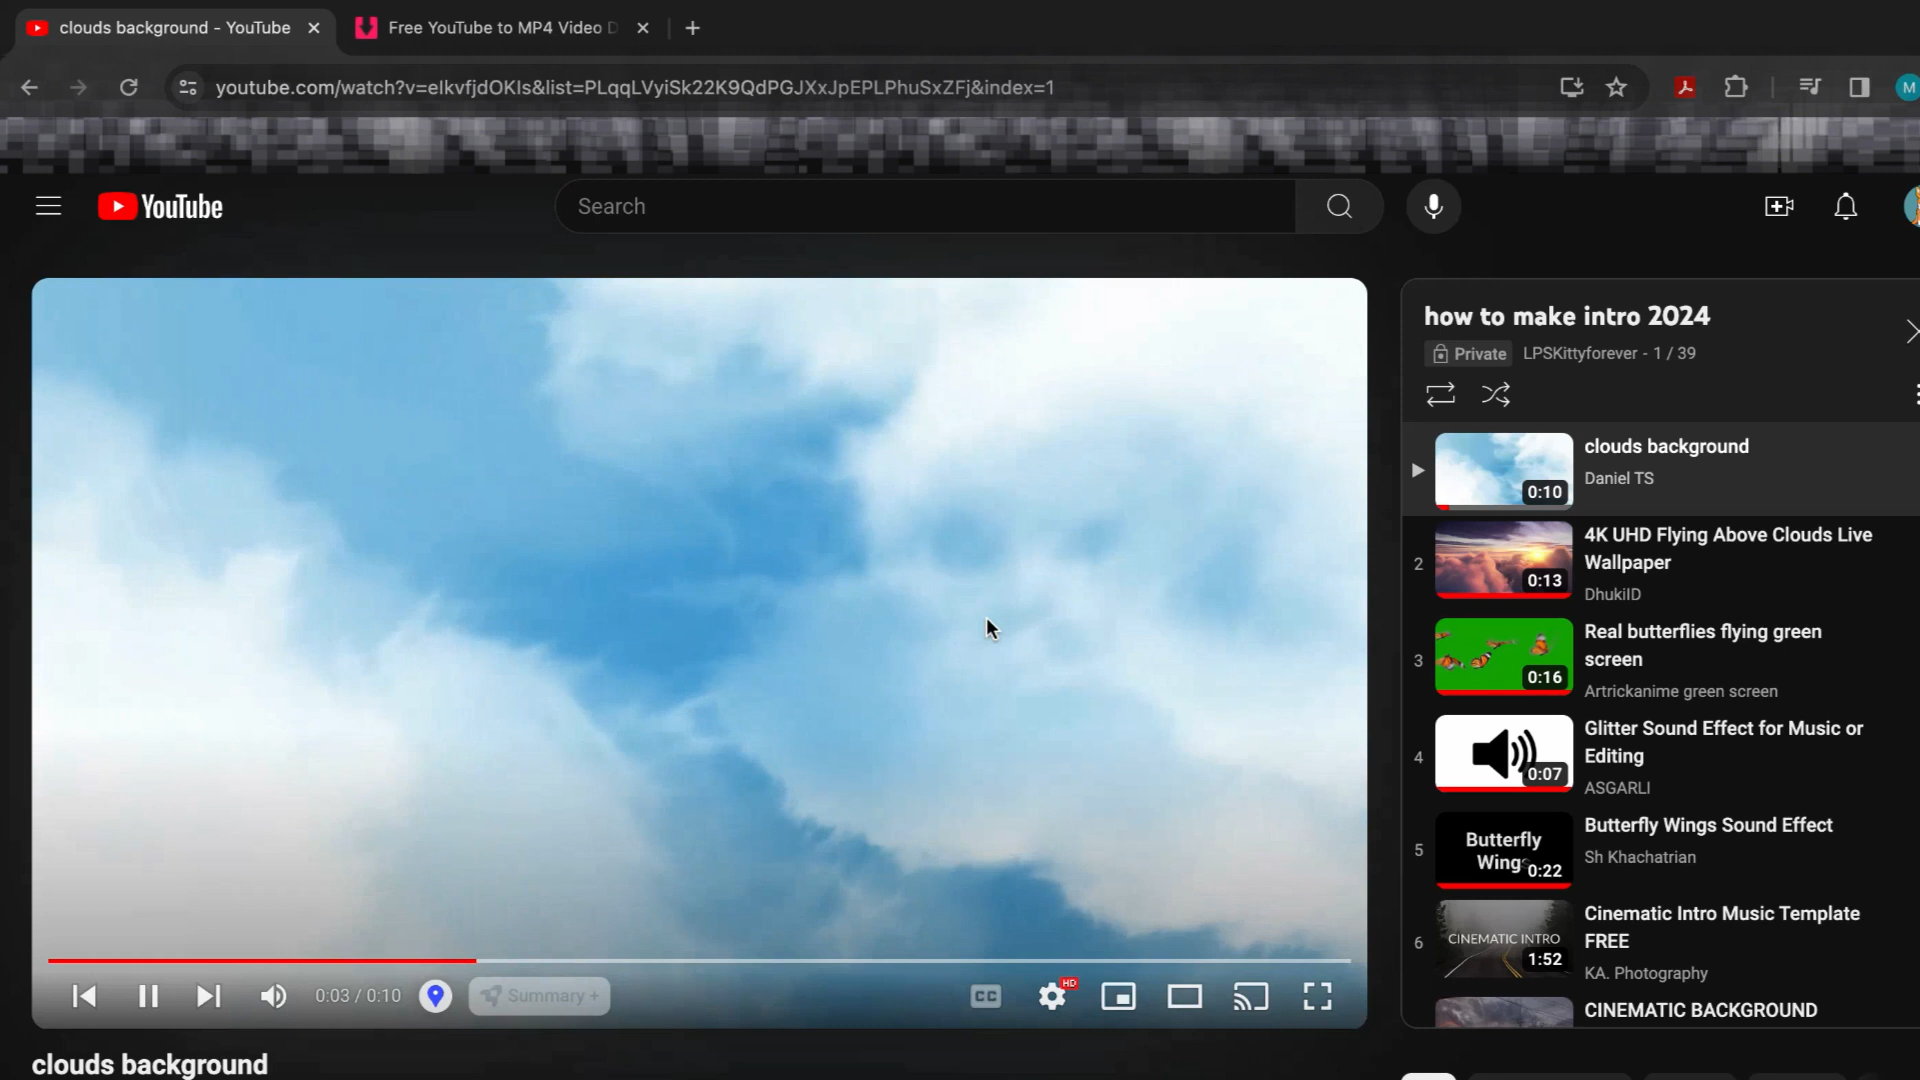 clouds background - YouTube
Free YouTube to MP4 Video D
youtube.com/watch?v=elkvfjdOKIs&list=PLqqLVyiSk22K9QdPGJXxJpEPLPhuSxZFj&index=1
M
YouTube
Search
how to make intro 2024
Private LPSKittyforever - 1 / 39
clouds background
Daniel TS
0:10
2
4K UHD Flying Above Clouds Live
Wallpaper
DhukiID
0:13
3
Real butterflies flying green
screen
Artrickanime green screen
0:16
4
Glitter Sound Effect for Music or
Editing
ASGARLI
0:07
5
Butterfly
Wings
0:22
Butterfly Wings Sound Effect
Sh Khachatrian
6
CINEMATIC INTRO
1:52
Cinematic Intro Music Template
FREE
KA. Photography
CINEMATIC BACKGROUND
0:03 / 0:10
Summary +
CC
HD
clouds background